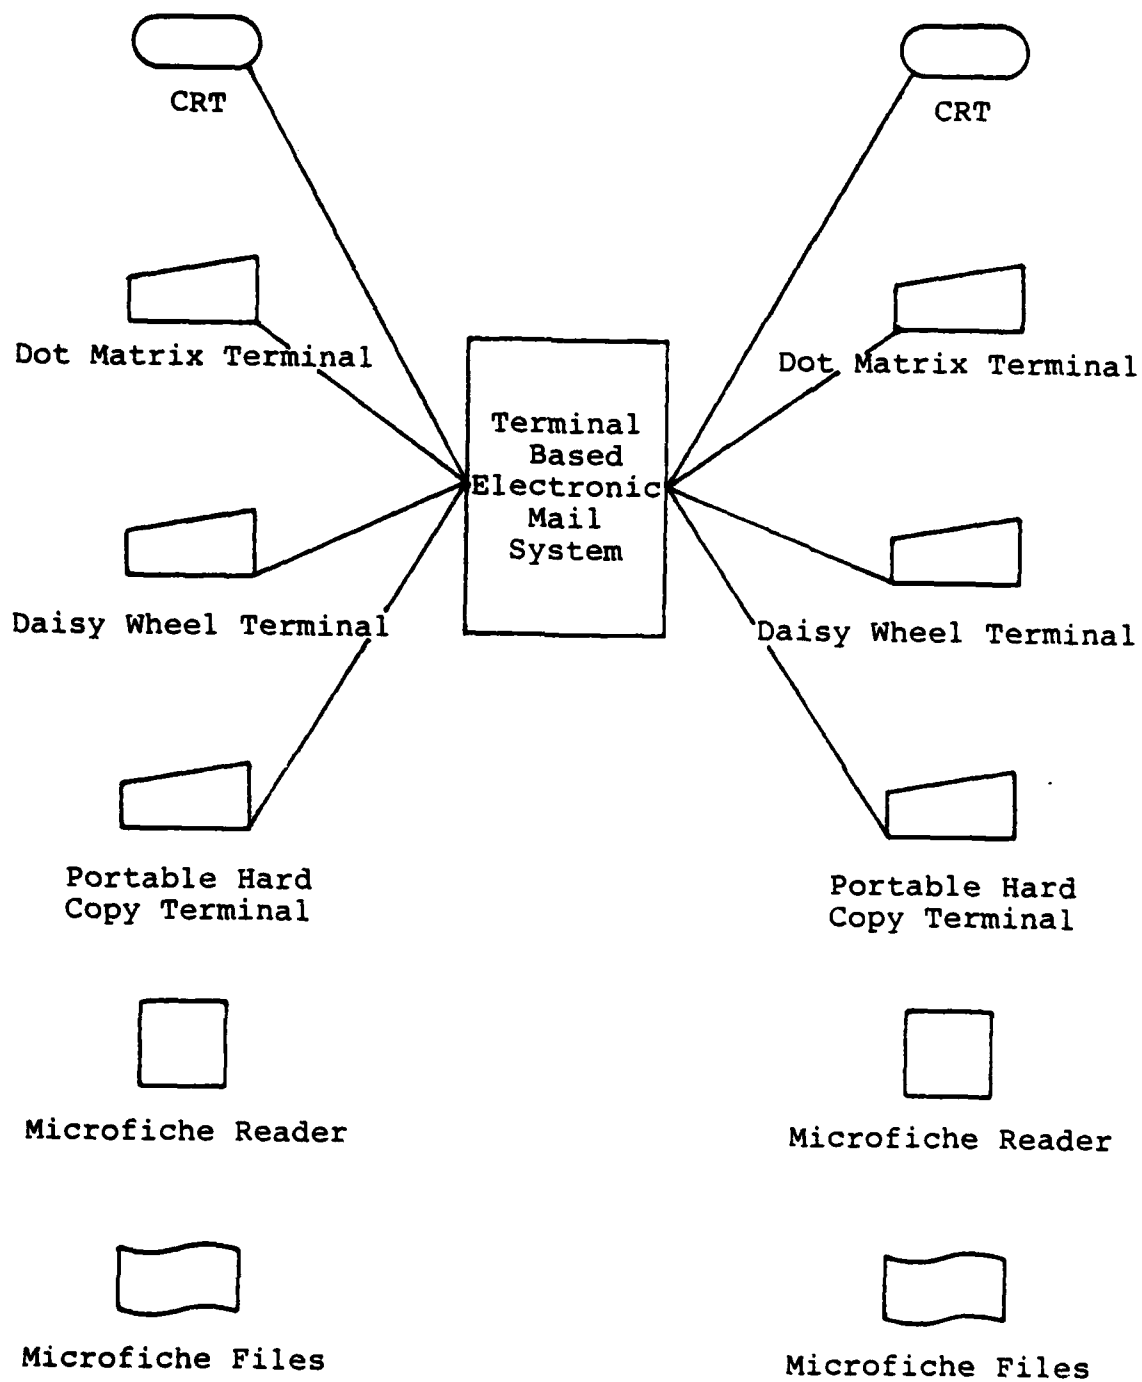 CRT
CRT
Dot Matrix Terminal
Dot Matrix Terminal
Terminal
Based
Electronic
Mail
System
Daisy Wheel Terminal
Daisy Wheel Terminal
Portable Hard
Copy Terminal
Portable Hard
Copy Terminal
Microfiche Reader
Microfiche Reader
Microfiche Files
Microfiche Files